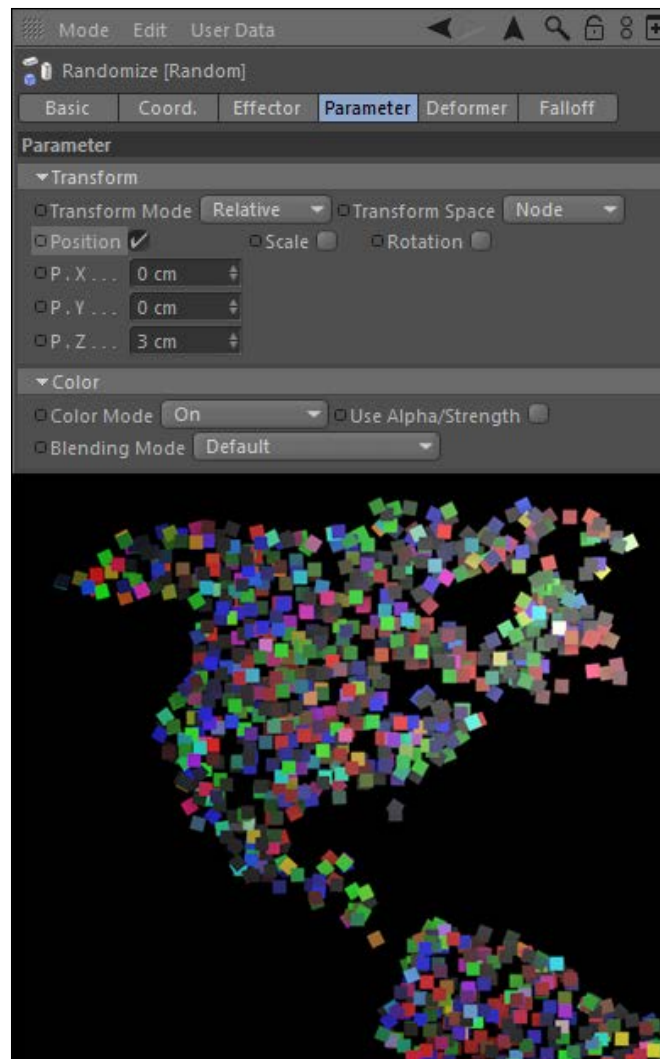 Mode Edit User Data
Randomize [Random]
Basic Coord. Effector Parameter Deformer Falloff
Parameter
Transform
Transform Mode Relative Transform Space Node
Position Scale Rotation
P . X . . . 0 cm
P . Y . . . 0 cm
P . Z . . . 3 cm
Color
Color Mode On Use Alpha/Strength
Blending Mode Default